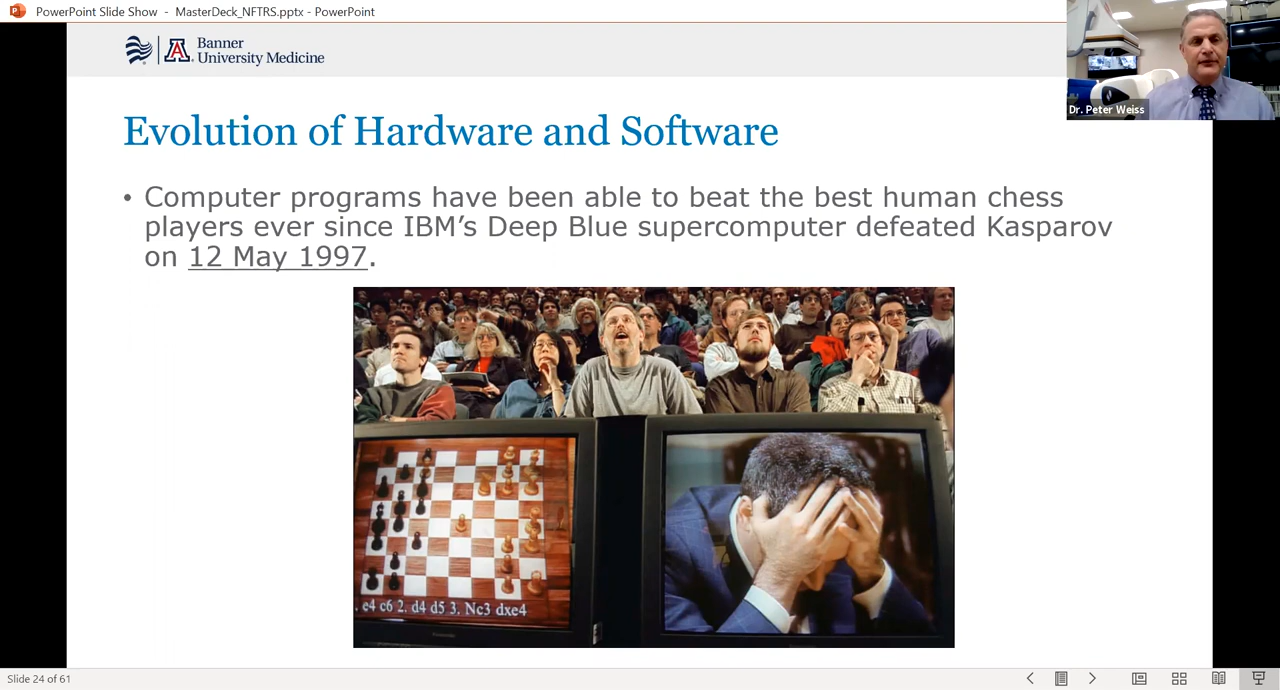 PowerPoint Slide Show - MasterDeck_NFTRS.pptx - PowerPoint
Banner
University Medicine
Dr. Peter Weiss
Evolution of Hardware and Software
• Computer programs have been able to beat the best human chess
players ever since IBM’s Deep Blue supercomputer defeated Kasparov
on 12 May 1997.
. e4 c6 2. d4 d5 3. Nc3 dxe4
Slide 24 of 61